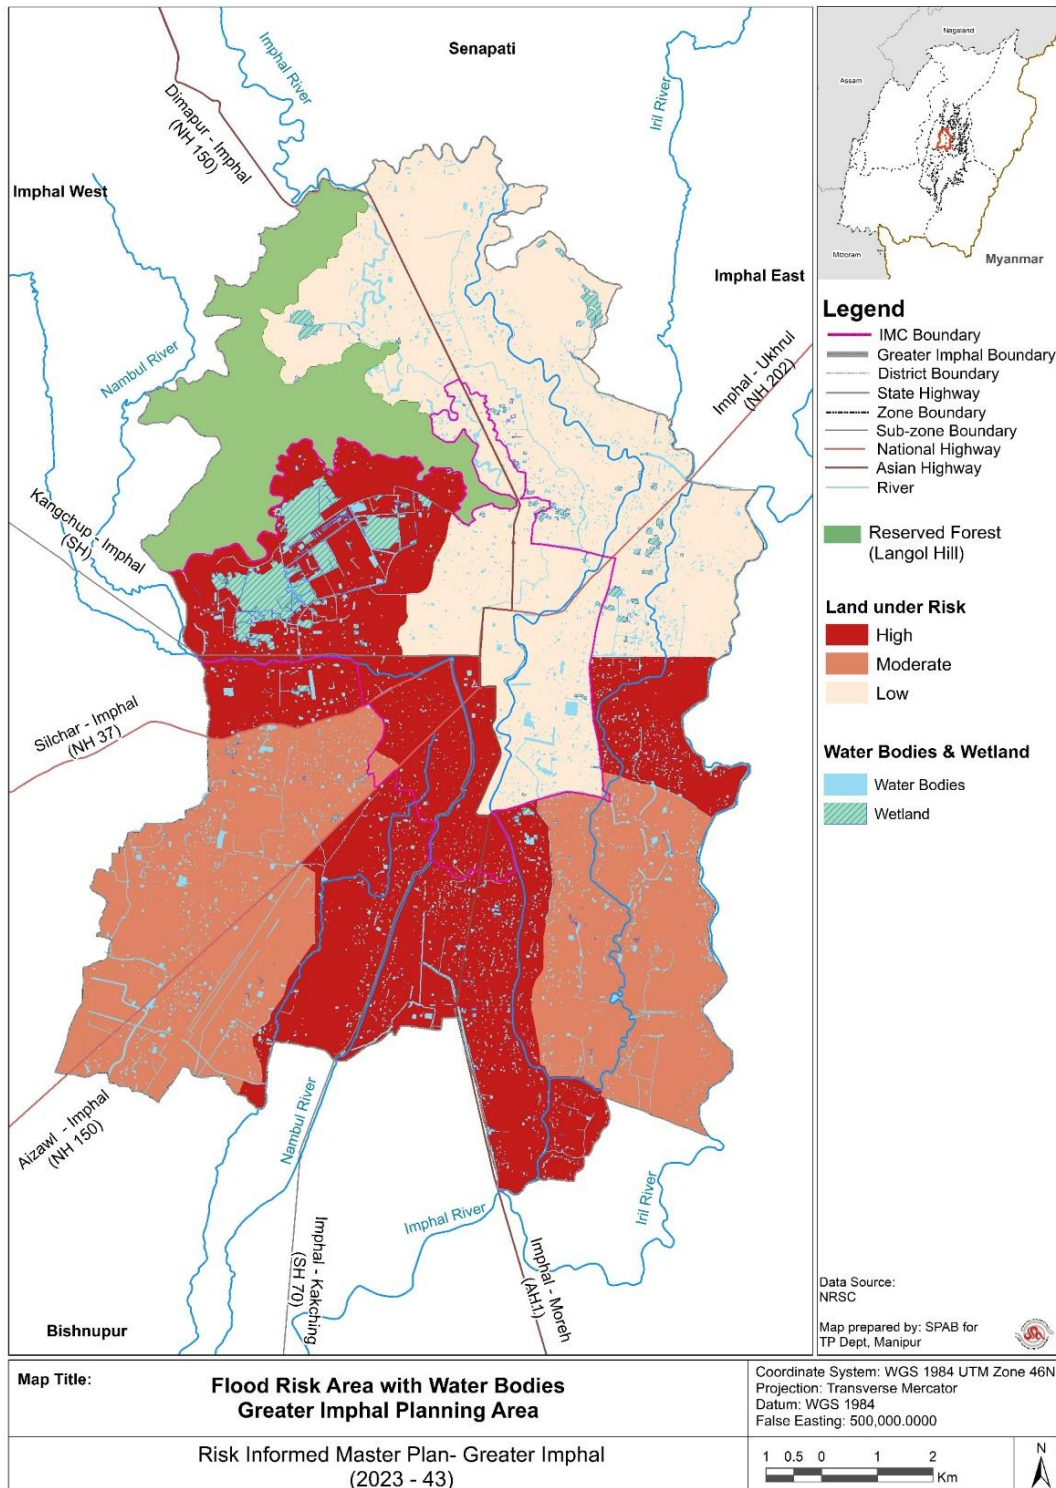 Senapati
Imphal River
Iril River
Dimapur - Imphal
(NH 150)
Imphal West
Imphal East
Nambul River
Imphal - Ukhrul
(NH 202)
Kangchup - Imphal
(SH)
Silchar - Imphal
(NH 37)
Aizawl - Imphal
(NH 150)
Nambul River
Imphal River
Iril River
Imphal - Kakching
(SH 70)
Imphal - Moreh
(AH1)
Bishnupur
Nagaland
Assam
Mizoram
Myanmar
Legend
IMC Boundary
Greater Imphal Boundary
District Boundary
State Highway
Zone Boundary
Sub-zone Boundary
National Highway
Asian Highway
River
Reserved Forest
(Langol Hill)
Land under Risk
High
Moderate
Low
Water Bodies & Wetland
Water Bodies
Wetland
Data Source:
NRSC
Map prepared by: SPAB for
TP Dept, Manipur
Map Title:
Flood Risk Area with Water Bodies
Greater Imphal Planning Area
Risk Informed Master Plan- Greater Imphal
(2023 - 43)
Coordinate System: WGS 1984 UTM Zone 46N
Projection: Transverse Mercator
Datum: WGS 1984
False Easting: 500,000.0000
1 0.5 0 1 2
Km
N